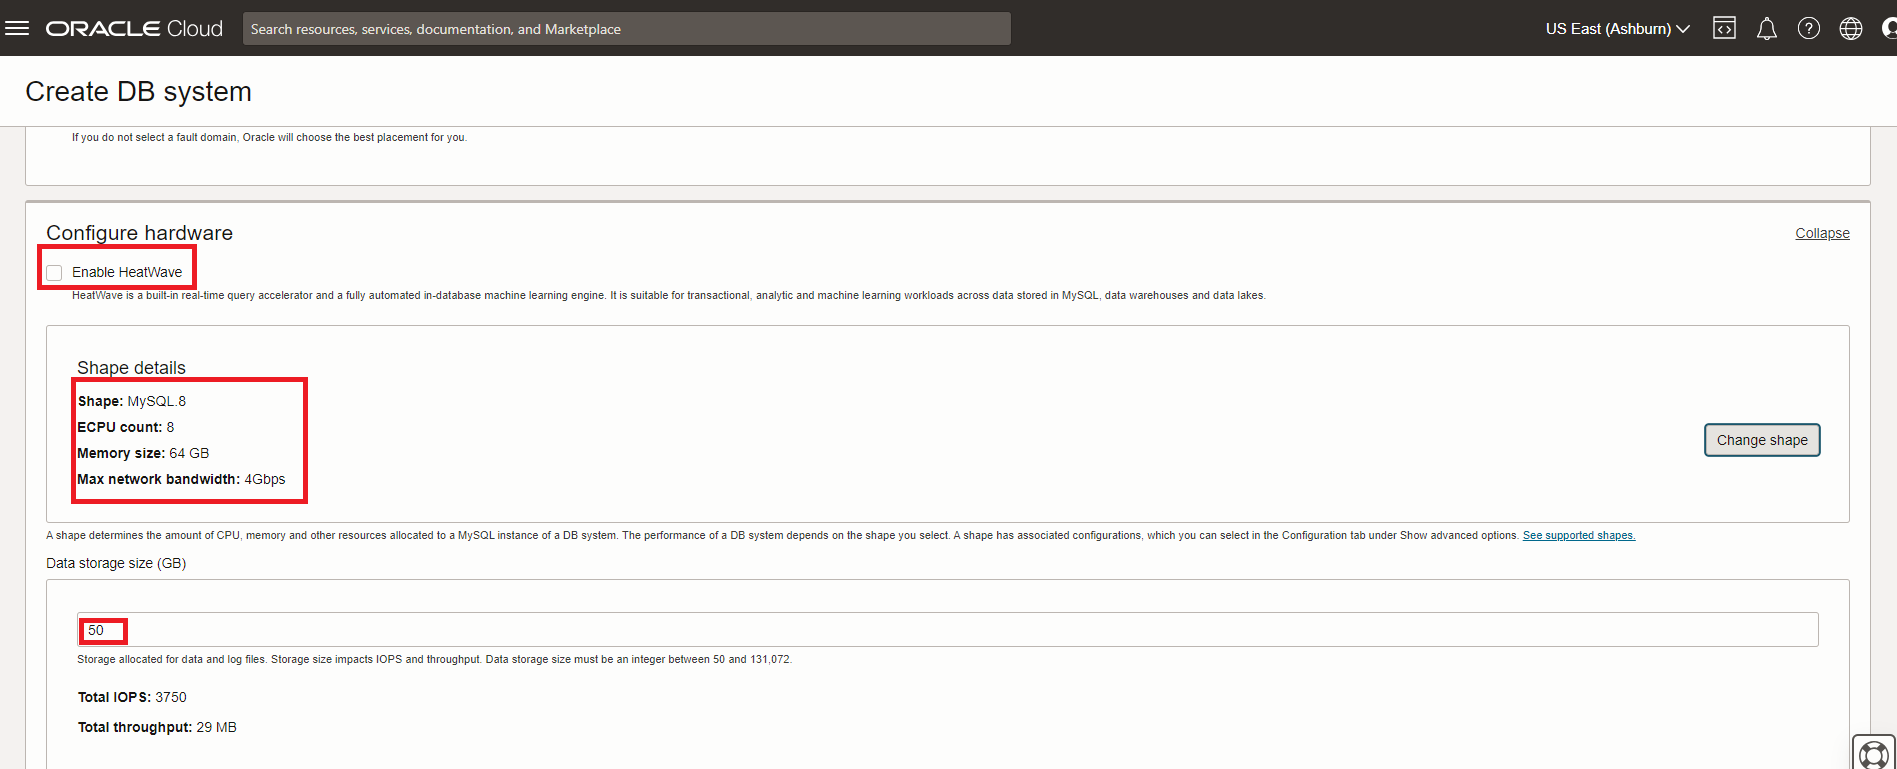 ORACLE Cloud
Search resources, services, documentation, and Marketplace
US East (Ashburn)
Create DB system
If you do not select a fault domain, Oracle will choose the best placement for you.
Configure hardware
Collapse
Enable HeatWave
HeatWave is a built-in real-time query accelerator and a fully automated in-database machine learning engine. It is suitable for transactional, analytic and machine learning workloads across data stored in MySQL, data warehouses and data lakes.
Shape details
Shape: MySQL.8
ECPU count: 8
Memory size: 64 GB
Max network bandwidth: 4Gbps
Change shape
A shape determines the amount of CPU, memory and other resources allocated to a MySQL instance of a DB system. The performance of a DB system depends on the shape you select. A shape has associated configurations, which you can select in the Configuration tab under Show advanced options. See supported shapes.
Data storage size (GB)
50
Storage allocated for data and log files. Storage size impacts IOPS and throughput. Data storage size must be an integer between 50 and 131,072.
Total IOPS: 3750
Total throughput: 29 MB